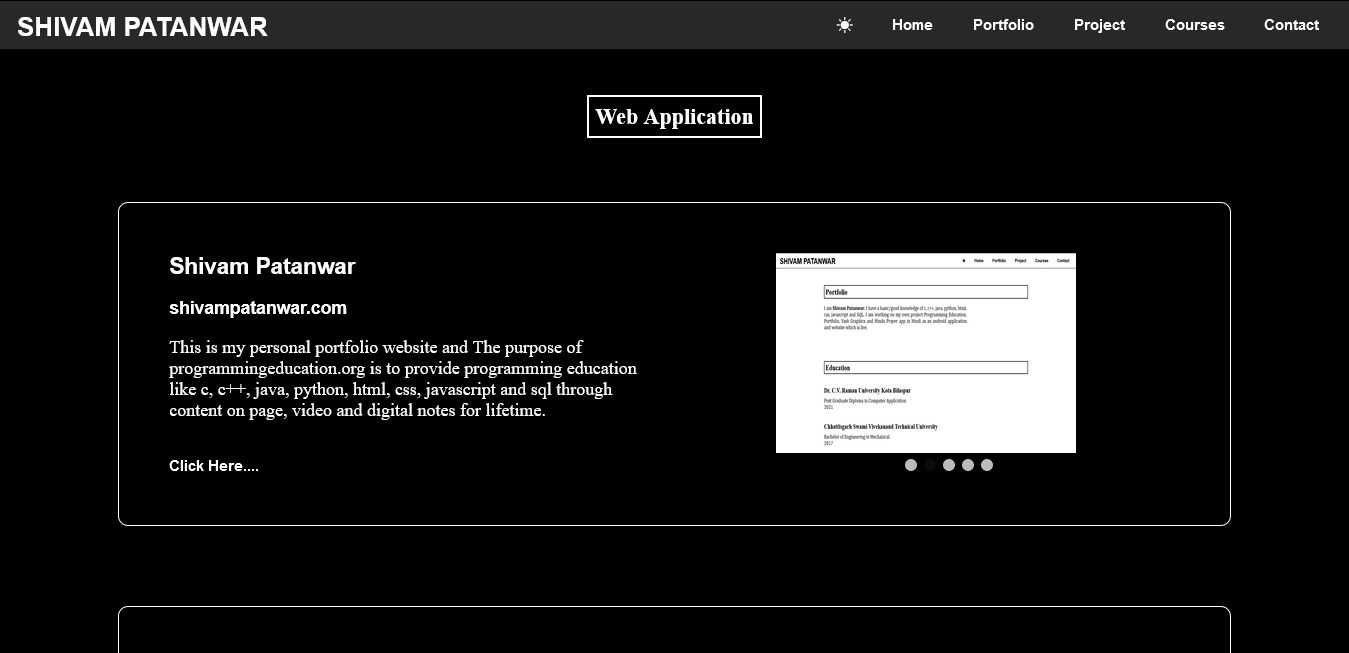 SHIVAM PATANWAR
Home Portfolio Project Courses Contact
Web Application
Shivam Patanwar
shivampatanwar.com
This is my personal portfolio website and The purpose of
programmingeducation.org is to provide programming education
like c, c++, java, python, html, css, javascript and sql through
content on page, video and digital notes for lifetime.
Click Here....
SHIVAM PATANWAR
Home Portfolio Project Courses Contact
Portfolio
I am Shivam Patanwar, I have a basic/good knowledge of c, c++, java, python, html,
css, javascript and SQL. I am working on my own project Programming Education,
Portfolio, Yask Graphics and Hindu Prayer app in Hindi as an android application
and website which is live.
Education
Dr. C.V. Raman University Kota Bilaspur
Post Graduate Diploma in Computer Application
2021
Chhattisgarh Swami Vivekanand Technical University
Bachelor of Engineering in Mechanical
2017